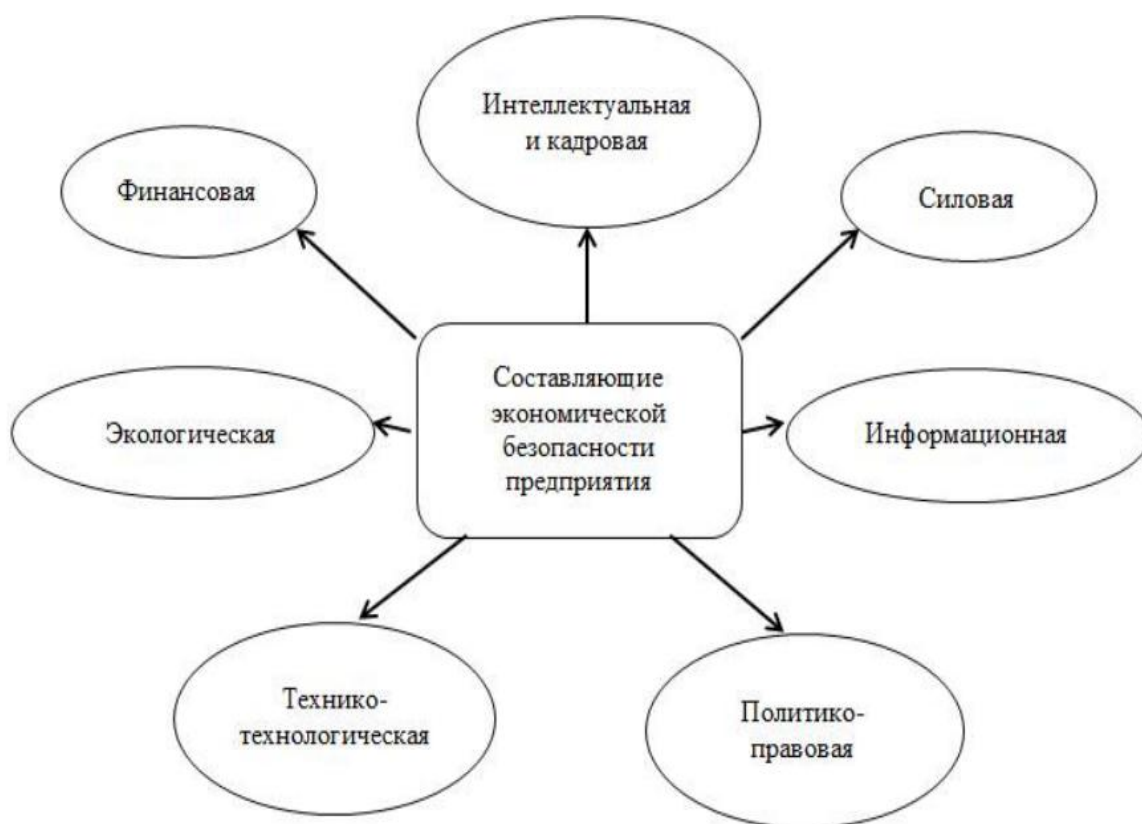 Интеллектуальная
и кадровая
Финансовая
Силовая
Составляющие
экономической
безопасности
предприятия
Экологическая
Информационная
Технико-
технологическая
Политико-
правовая